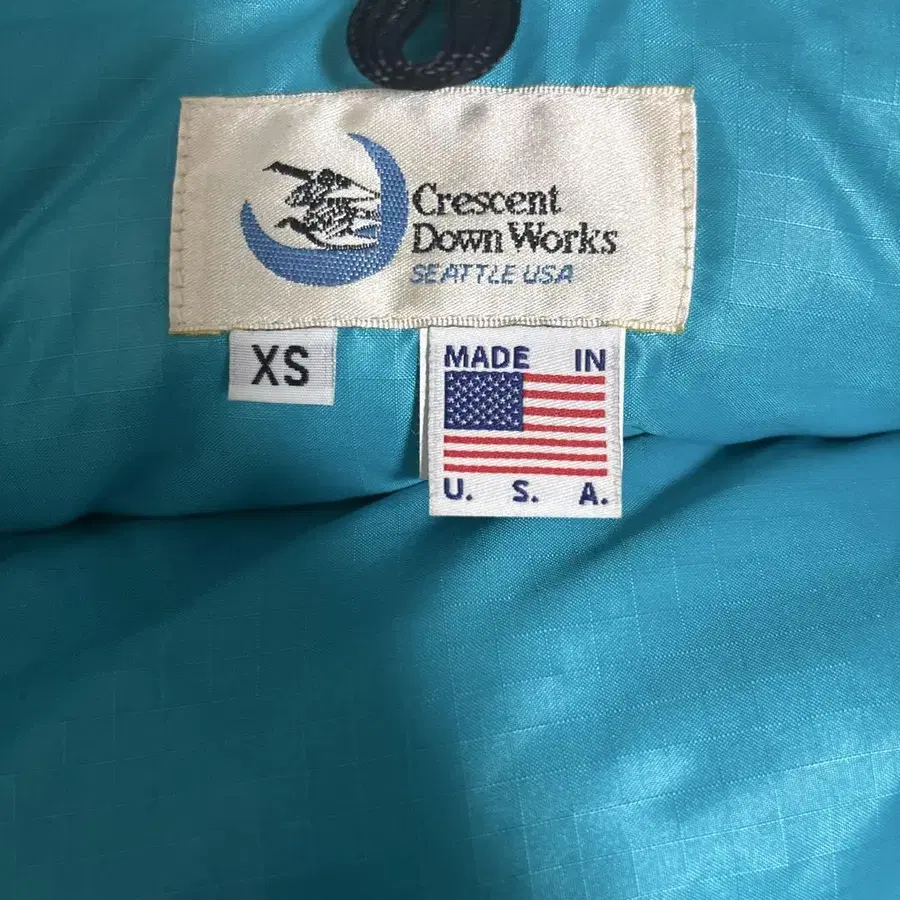 Crescent
Down Works
SEATTLE USA
XS
MADE IN
U. S. A.